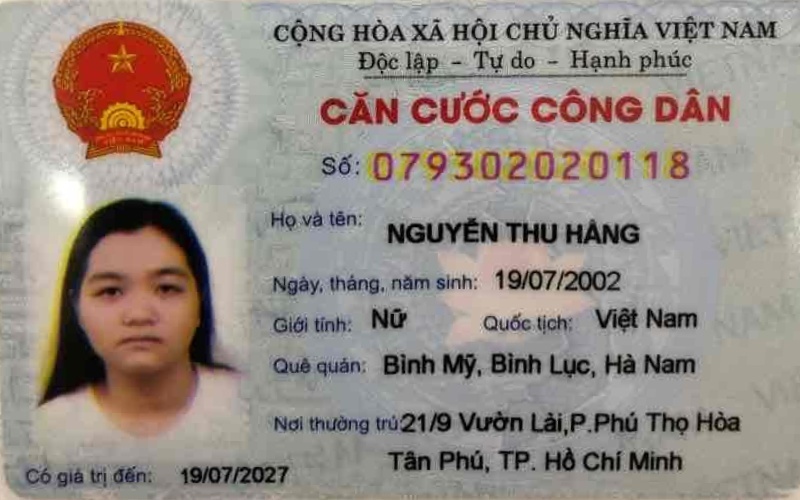 CỘNG HÒA XÃ HỘI CHỦ NGHĨA VIỆT NAM
Độc lập - Tự do - Hạnh phúc
CĂN CƯỚC CÔNG DÂN
Số: 079302020118
Họ và tên: NGUYỄN THU HẰNG
Ngày, tháng, năm sinh: 19/07/2002
Giới tính: Nữ Quốc tịch: Việt Nam
Quê quán: Bình Mỹ, Bình Lục, Hà Nam
Nơi thường trú: 21/9 Vườn Lài,P.Phú Thọ Hòa
Tân Phú, TP. Hồ Chí Minh
Có giá trị đến: 19/07/2027